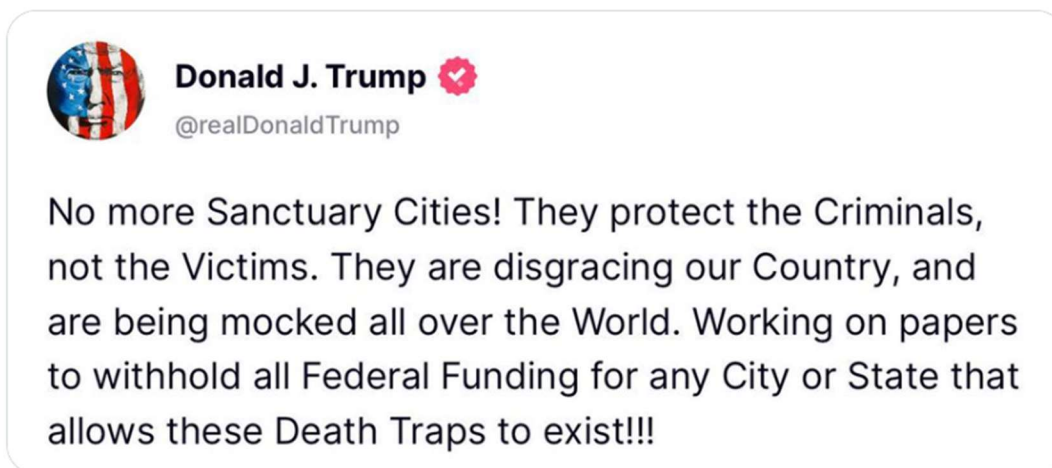 Donald J. Trump
@realDonaldTrump
No more Sanctuary Cities! They protect the Criminals,
not the Victims. They are disgracing our Country, and
are being mocked all over the World. Working on papers
to withhold all Federal Funding for any City or State that
allows these Death Traps to exist!!!